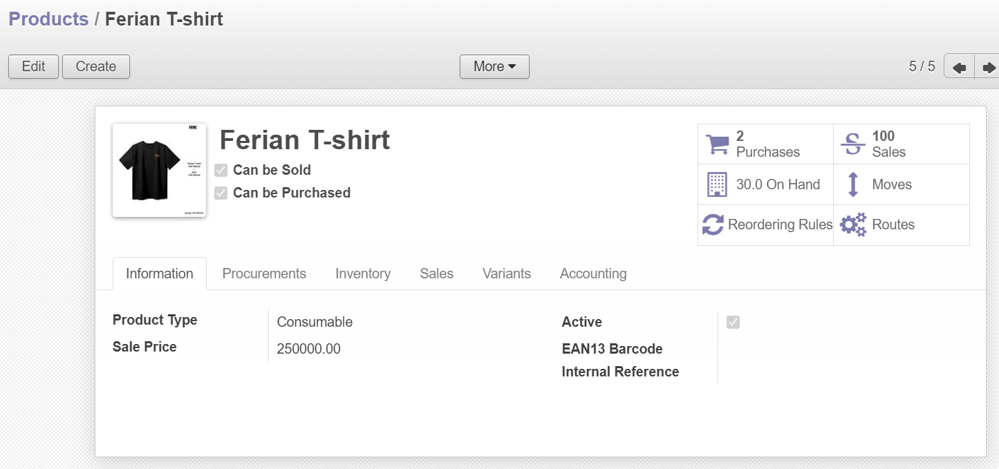 Products / Ferian T-shirt
Edit
Create
More
5 / 5
Ferian T-shirt
Can be Sold
Can be Purchased
2
Purchases
100
Sales
30.0 On Hand
Moves
Reordering Rules
Routes
Information
Procurements
Inventory
Sales
Variants
Accounting
Product Type
Consumable
Sale Price
250000.00
Active
EAN13 Barcode
Internal Reference